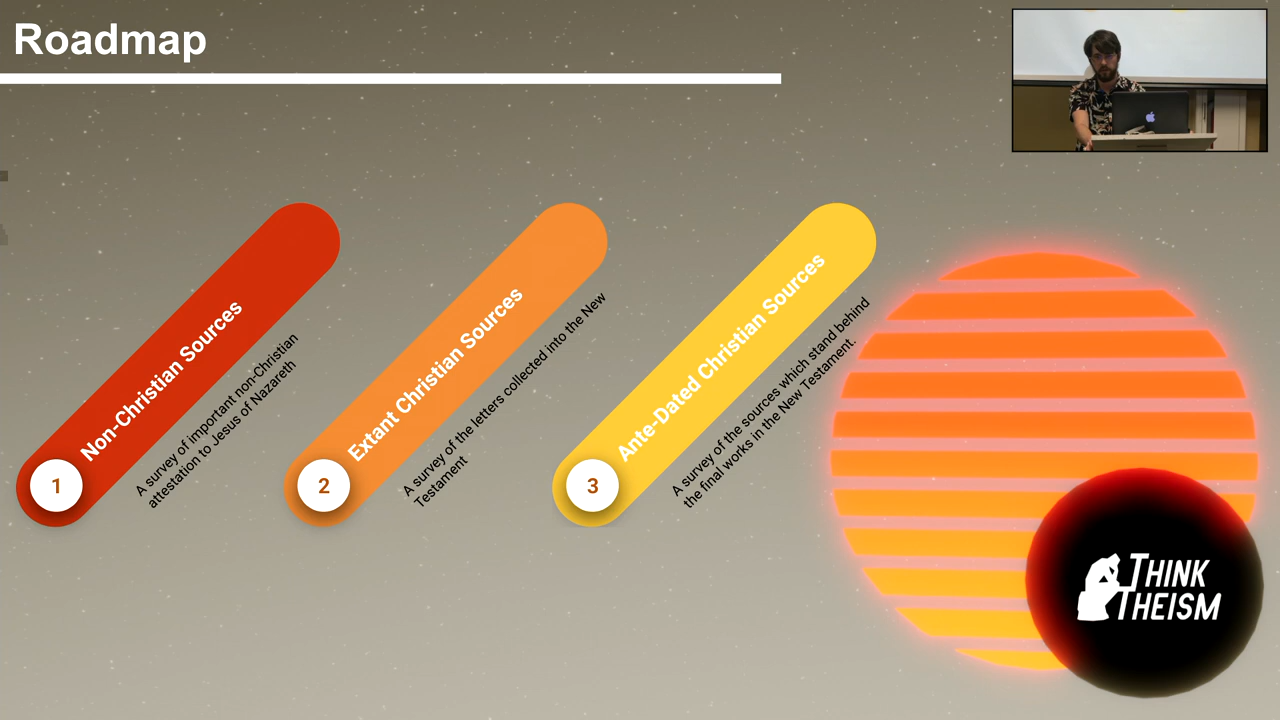 Roadmap
Non-Christian Sources
A survey of important non-Christian
attestation to Jesus of Nazareth
1
Extant Christian Sources
A survey of the letters collected into the New
Testament
2
Ante-Dated Christian Sources
A survey of the sources which stand behind
the final works in the New Testament.
3
THINK
THEISM